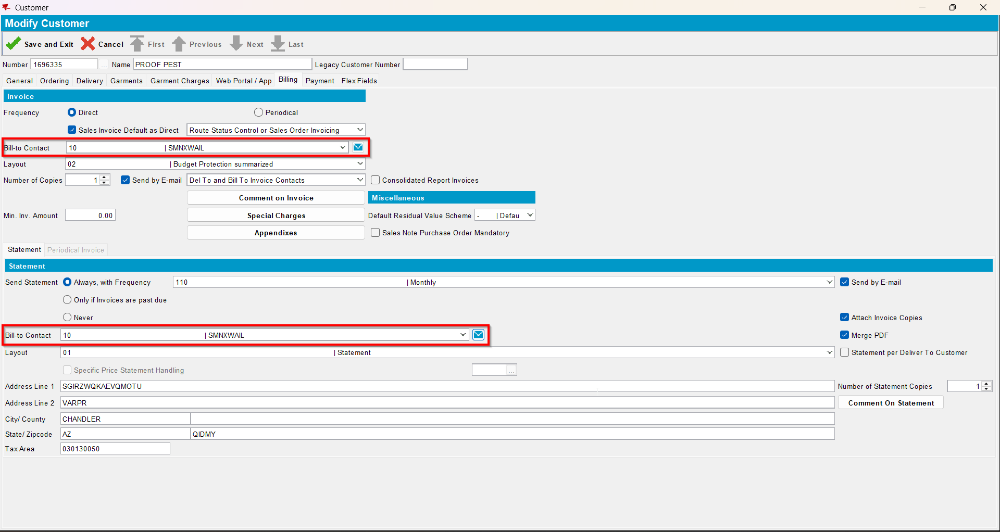 Customer
Modify Customer
Save and Exit Cancel First Previous Next Last
Number 1696335 ... Name PROOF PEST Legacy Customer Number
General Ordering Delivery Garments Garment Charges Web Portal / App Billing Payment Flex Fields
Invoice
Frequency Direct Periodical
Sales Invoice Default as Direct Route Status Control or Sales Order Invoicing
Bill-to Contact 10 | SMNXWAIL
Layout 02 | Budget Protection summarized
Number of Copies 1 Send by E-mail Del To and Bill To Invoice Contacts Consolidated Report Invoices
Comment on Invoice Miscellaneous
Min. Inv. Amount 0.00 Special Charges Default Residual Value Scheme - | Defau
Appendixes Sales Note Purchase Order Mandatory
Statement Periodical Invoice
Statement
Send Statement Always, with Frequency 110 | Monthly Send by E-mail
Only if Invoices are past due
Never Attach Invoice Copies
Bill-to Contact 10 | SMNXWAIL Merge PDF
Layout 01 | Statement Statement per Deliver To Customer
Specific Price Statement Handling ...
Address Line 1 SGIRZWQKAEVQMOTU Number of Statement Copies 1
Address Line 2 VARPR Comment On Statement
City/ County CHANDLER
State/ Zipcode AZ QIDMY
Tax Area 030130050